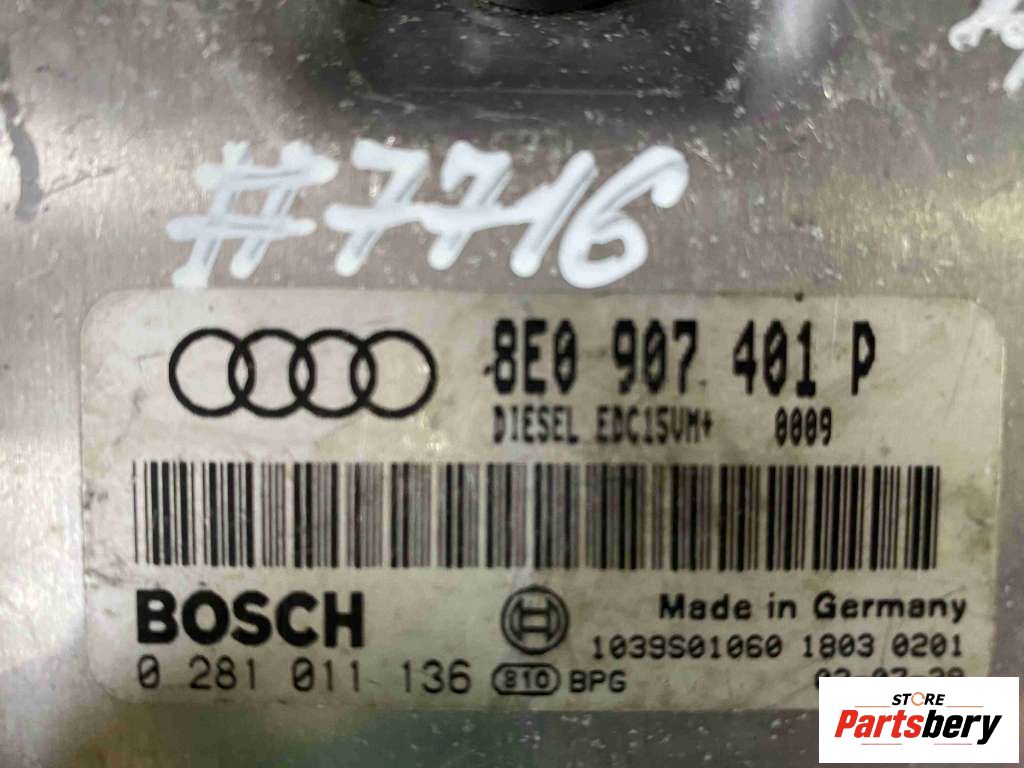 #7716
8E0 907 401 P
DIESEL EDC15VM+ 0009
BOSCH
Made in Germany
1039S01060 1803 0201
0 281 011 136 810 BPG
STORE
Partsbery